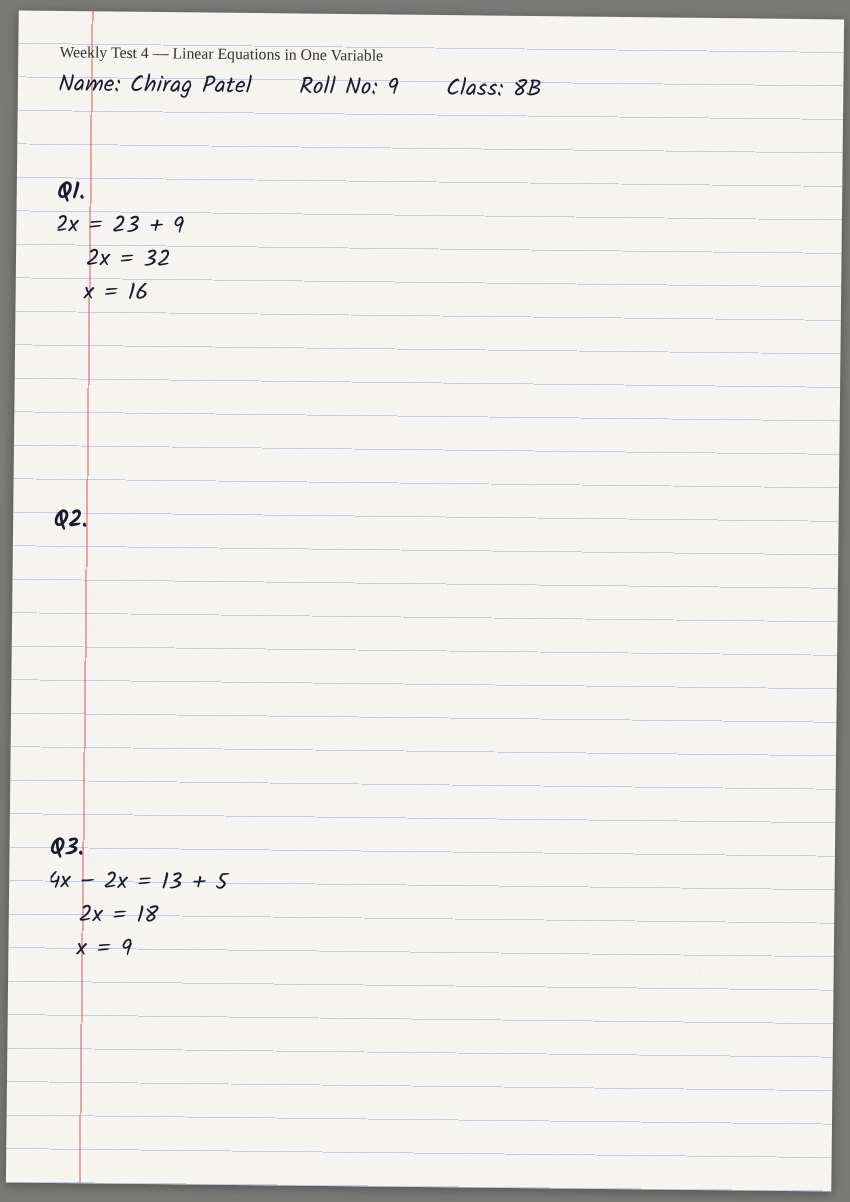 Weekly Test 4 — Linear Equations in One Variable
Name: Chirag Patel Roll No: 9 Class: 8B
Q1.
2x = 23 + 9
2x = 32
x = 16
Q2.
Q3.
4x − 2x = 13 + 5
2x = 18
x = 9